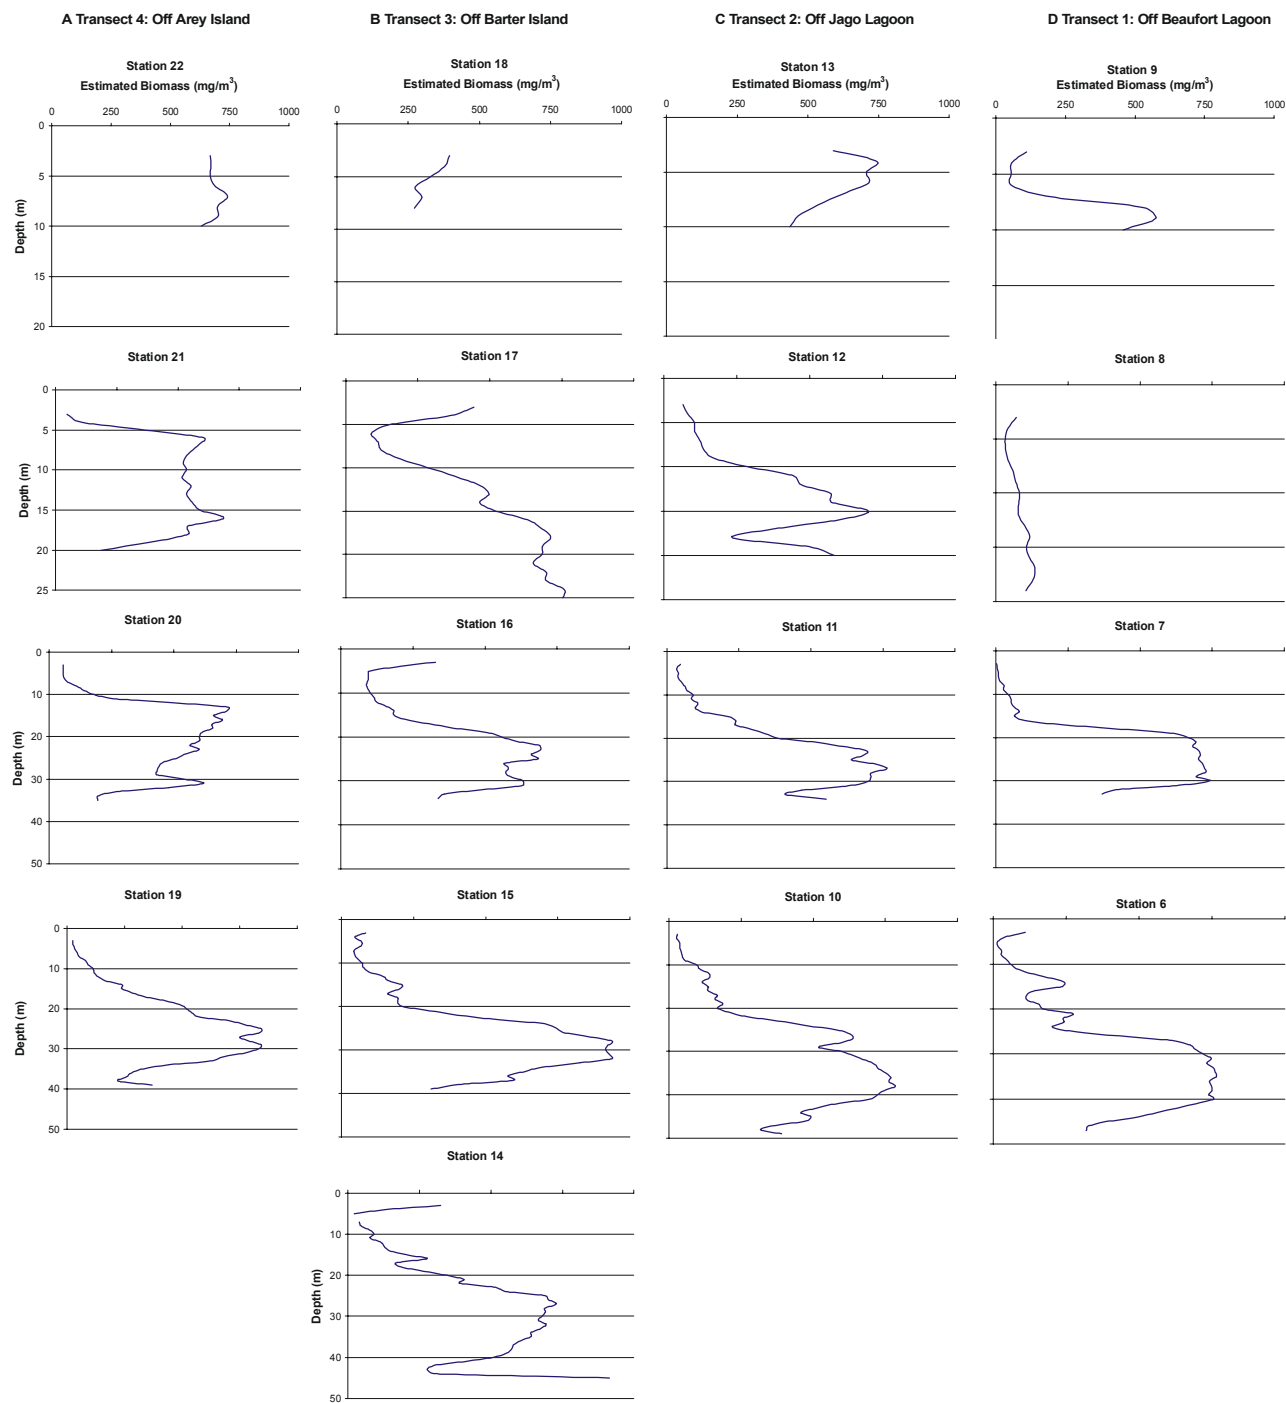 A Transect 4: Off Arey Island
B Transect 3: Off Barter Island
C Transect 2: Off Jago Lagoon
D Transect 1: Off Beaufort Lagoon
Station 22
Estimated Biomass (mg/m³)
0 250 500 750 1000
Station 18
Estimated Biomass (mg/m³)
0 250 500 750 1000
Station 13
Estimated Biomass (mg/m³)
0 250 500 750 1000
Station 9
Estimated Biomass (mg/m³)
0 250 500 750 1000
Depth (m)
0
5
10
15
20
Station 21
Station 17
Station 12
Station 8
Depth (m)
0
5
10
15
20
25
Station 20
Station 16
Station 11
Station 7
Depth (m)
0
10
20
30
40
50
Station 19
Station 15
Station 10
Station 6
Depth (m)
0
10
20
30
40
50
Station 14
Depth (m)
0
10
20
30
40
50